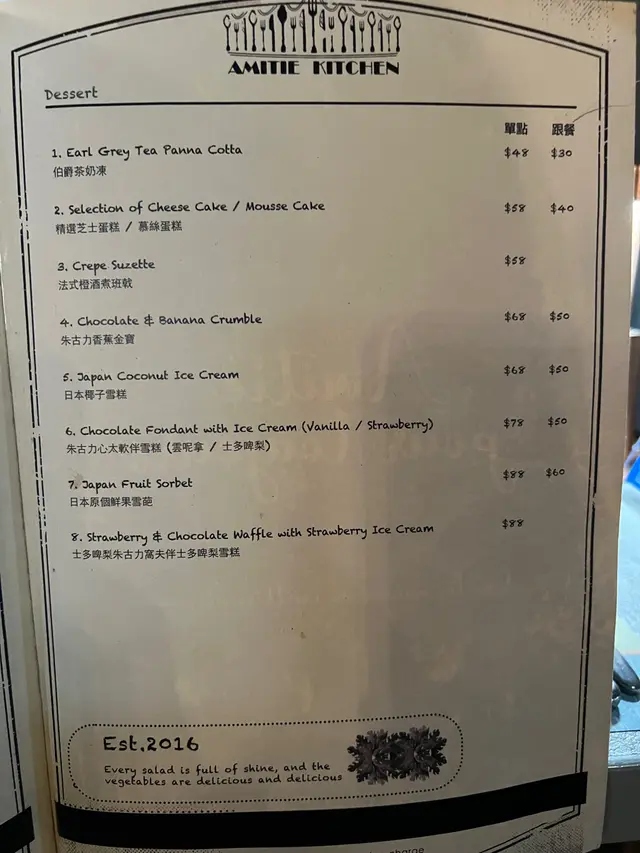 AMITIE KITCHEN
Dessert
單點 跟餐
1. Earl Grey Tea Panna Cotta $48 $30
伯爵茶奶凍
2. Selection of Cheese Cake / Mousse Cake $58 $40
精選芝士蛋糕 / 慕絲蛋糕
3. Crepe Suzette $58
法式橙酒煮班戟
4. Chocolate & Banana Crumble $68 $50
朱古力香蕉金寶
5. Japan Coconut Ice Cream $68 $50
日本椰子雪糕
6. Chocolate Fondant with Ice Cream (Vanilla / Strawberry) $78 $50
朱古力心太軟伴雪糕 (雲呢拿 / 士多啤梨)
7. Japan Fruit Sorbet $88 $60
日本原個鮮果雪葩
8. Strawberry & Chocolate Waffle with Strawberry Ice Cream $88
士多啤梨朱古力窩夫伴士多啤梨雪糕
Est.2016
Every salad is full of shine, and the
vegetables are delicious and delicious
charge